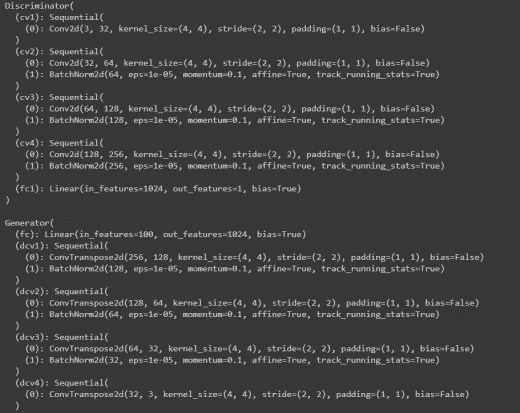 Discriminator(
  (cv1): Sequential(
    (0): Conv2d(3, 32, kernel_size=(4, 4), stride=(2, 2), padding=(1, 1), bias=False)
  )
  (cv2): Sequential(
    (0): Conv2d(32, 64, kernel_size=(4, 4), stride=(2, 2), padding=(1, 1), bias=False)
    (1): BatchNorm2d(64, eps=1e-05, momentum=0.1, affine=True, track_running_stats=True)
  )
  (cv3): Sequential(
    (0): Conv2d(64, 128, kernel_size=(4, 4), stride=(2, 2), padding=(1, 1), bias=False)
    (1): BatchNorm2d(128, eps=1e-05, momentum=0.1, affine=True, track_running_stats=True)
  )
  (cv4): Sequential(
    (0): Conv2d(128, 256, kernel_size=(4, 4), stride=(2, 2), padding=(1, 1), bias=False)
    (1): BatchNorm2d(256, eps=1e-05, momentum=0.1, affine=True, track_running_stats=True)
  )
  (fc1): Linear(in_features=1024, out_features=1, bias=True)
)
Generator(
  (fc): Linear(in_features=100, out_features=1024, bias=True)
  (dcv1): Sequential(
    (0): ConvTranspose2d(256, 128, kernel_size=(4, 4), stride=(2, 2), padding=(1, 1), bias=False)
    (1): BatchNorm2d(128, eps=1e-05, momentum=0.1, affine=True, track_running_stats=True)
  )
  (dcv2): Sequential(
    (0): ConvTranspose2d(128, 64, kernel_size=(4, 4), stride=(2, 2), padding=(1, 1), bias=False)
    (1): BatchNorm2d(64, eps=1e-05, momentum=0.1, affine=True, track_running_stats=True)
  )
  (dcv3): Sequential(
    (0): ConvTranspose2d(64, 32, kernel_size=(4, 4), stride=(2, 2), padding=(1, 1), bias=False)
    (1): BatchNorm2d(32, eps=1e-05, momentum=0.1, affine=True, track_running_stats=True)
  )
  (dcv4): Sequential(
    (0): ConvTranspose2d(32, 3, kernel_size=(4, 4), stride=(2, 2), padding=(1, 1), bias=False)
  )